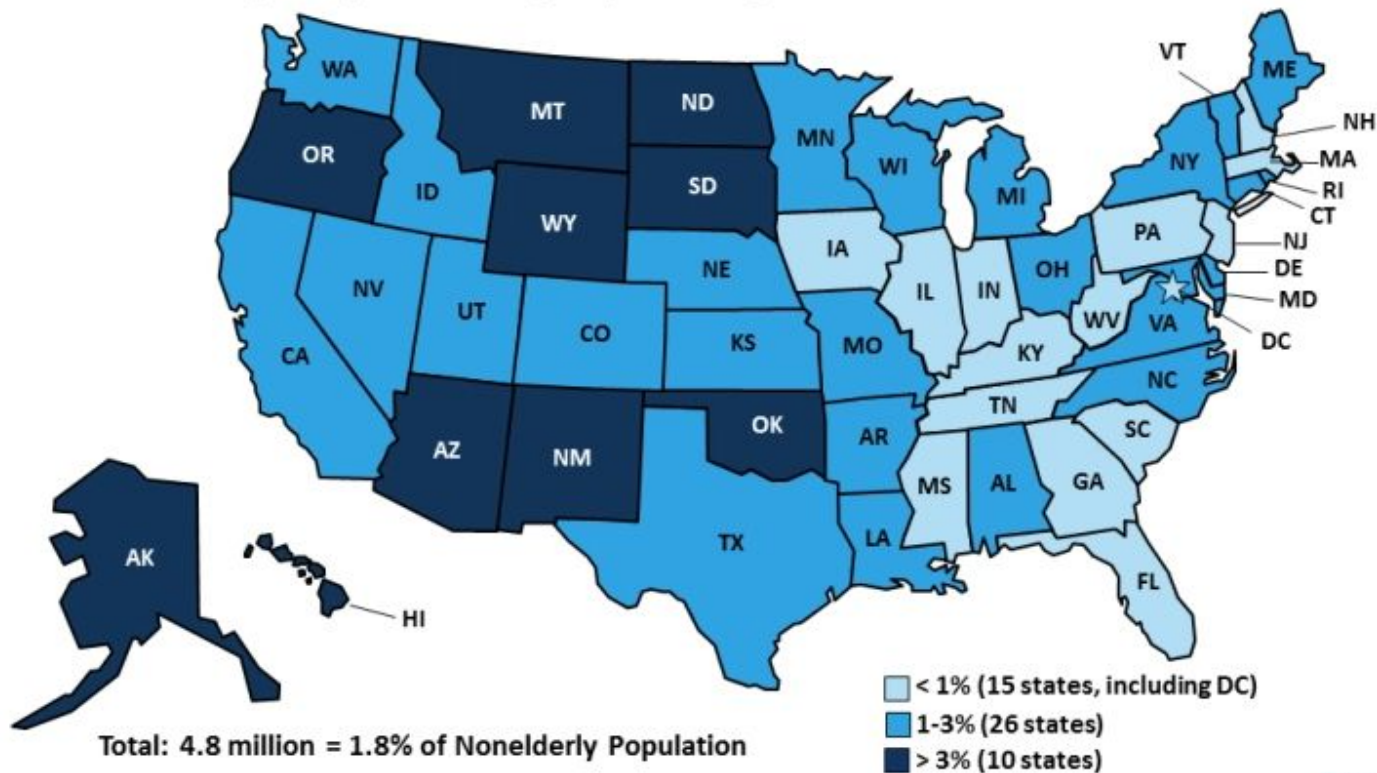 WA
MT
ND
MN
VT
ME
NH
OR
ID
SD
WI
NY
MA
WY
MI
RI
CT
IA
PA
NJ
NE
NV
OH
DE
UT
IL
IN
MD
CO
WV
VA
CA
KS
MO
KY
DC
NC
TN
OK
AZ
NM
AR
SC
MS
AL
GA
TX
LA
AK
FL
HI
< 1% (15 states, including DC)
1-3% (26 states)
Total: 4.8 million = 1.8% of Nonelderly Population
> 3% (10 states)